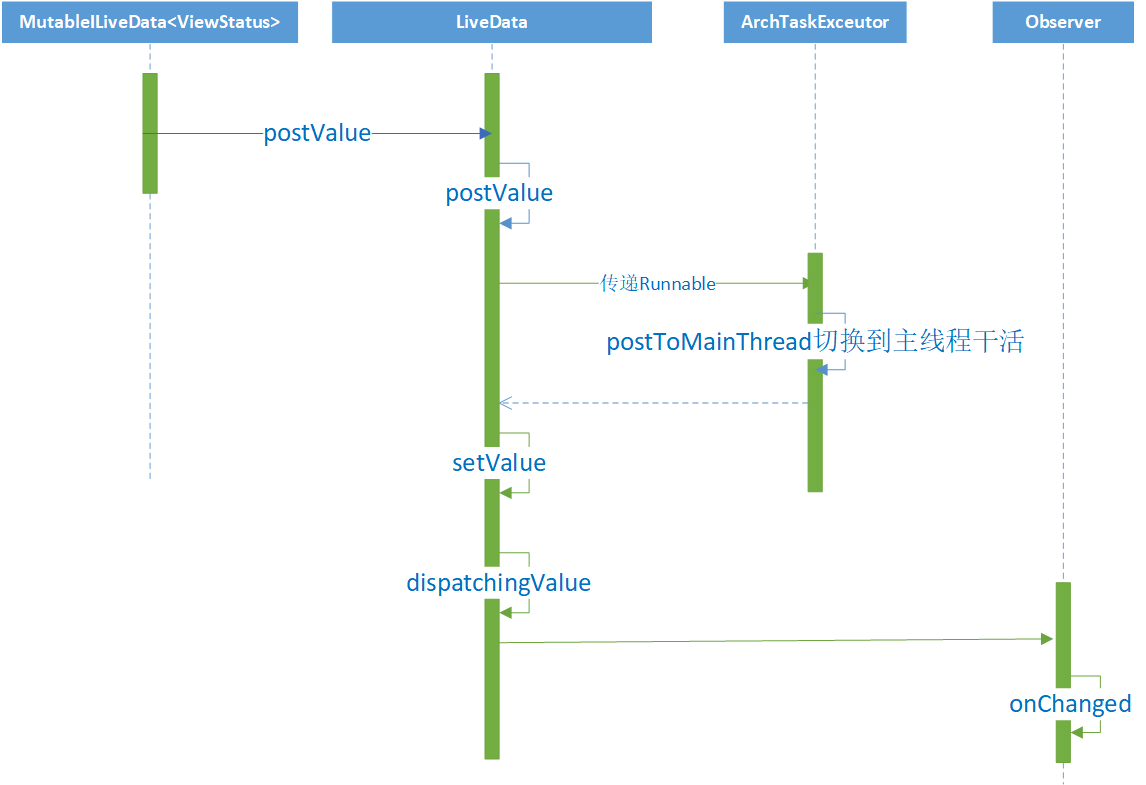 MutableILiveData<ViewStatus>
LiveData
ArchTaskExceutor
Observer
postValue
postValue
传递Runnable
postToMainThread切换到主线程干活
setValue
dispatchingValue
onChanged